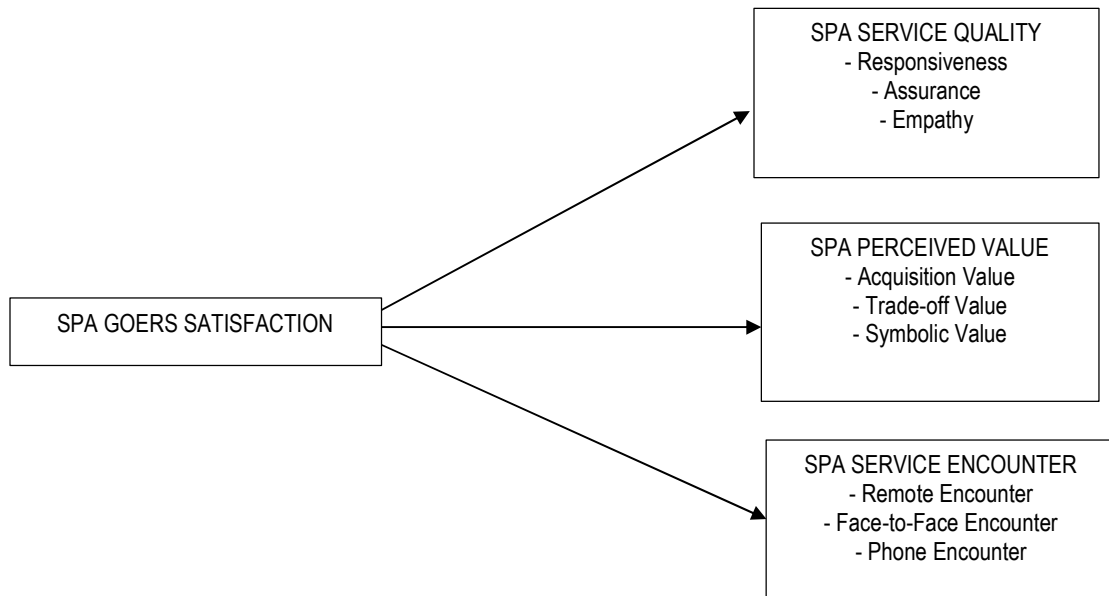 SPA SERVICE QUALITY
- Responsiveness
- Assurance
- Empathy
SPA PERCEIVED VALUE
- Acquisition Value
- Trade-off Value
- Symbolic Value
SPA GOERS SATISFACTION
SPA SERVICE ENCOUNTER
- Remote Encounter
- Face-to-Face Encounter
- Phone Encounter